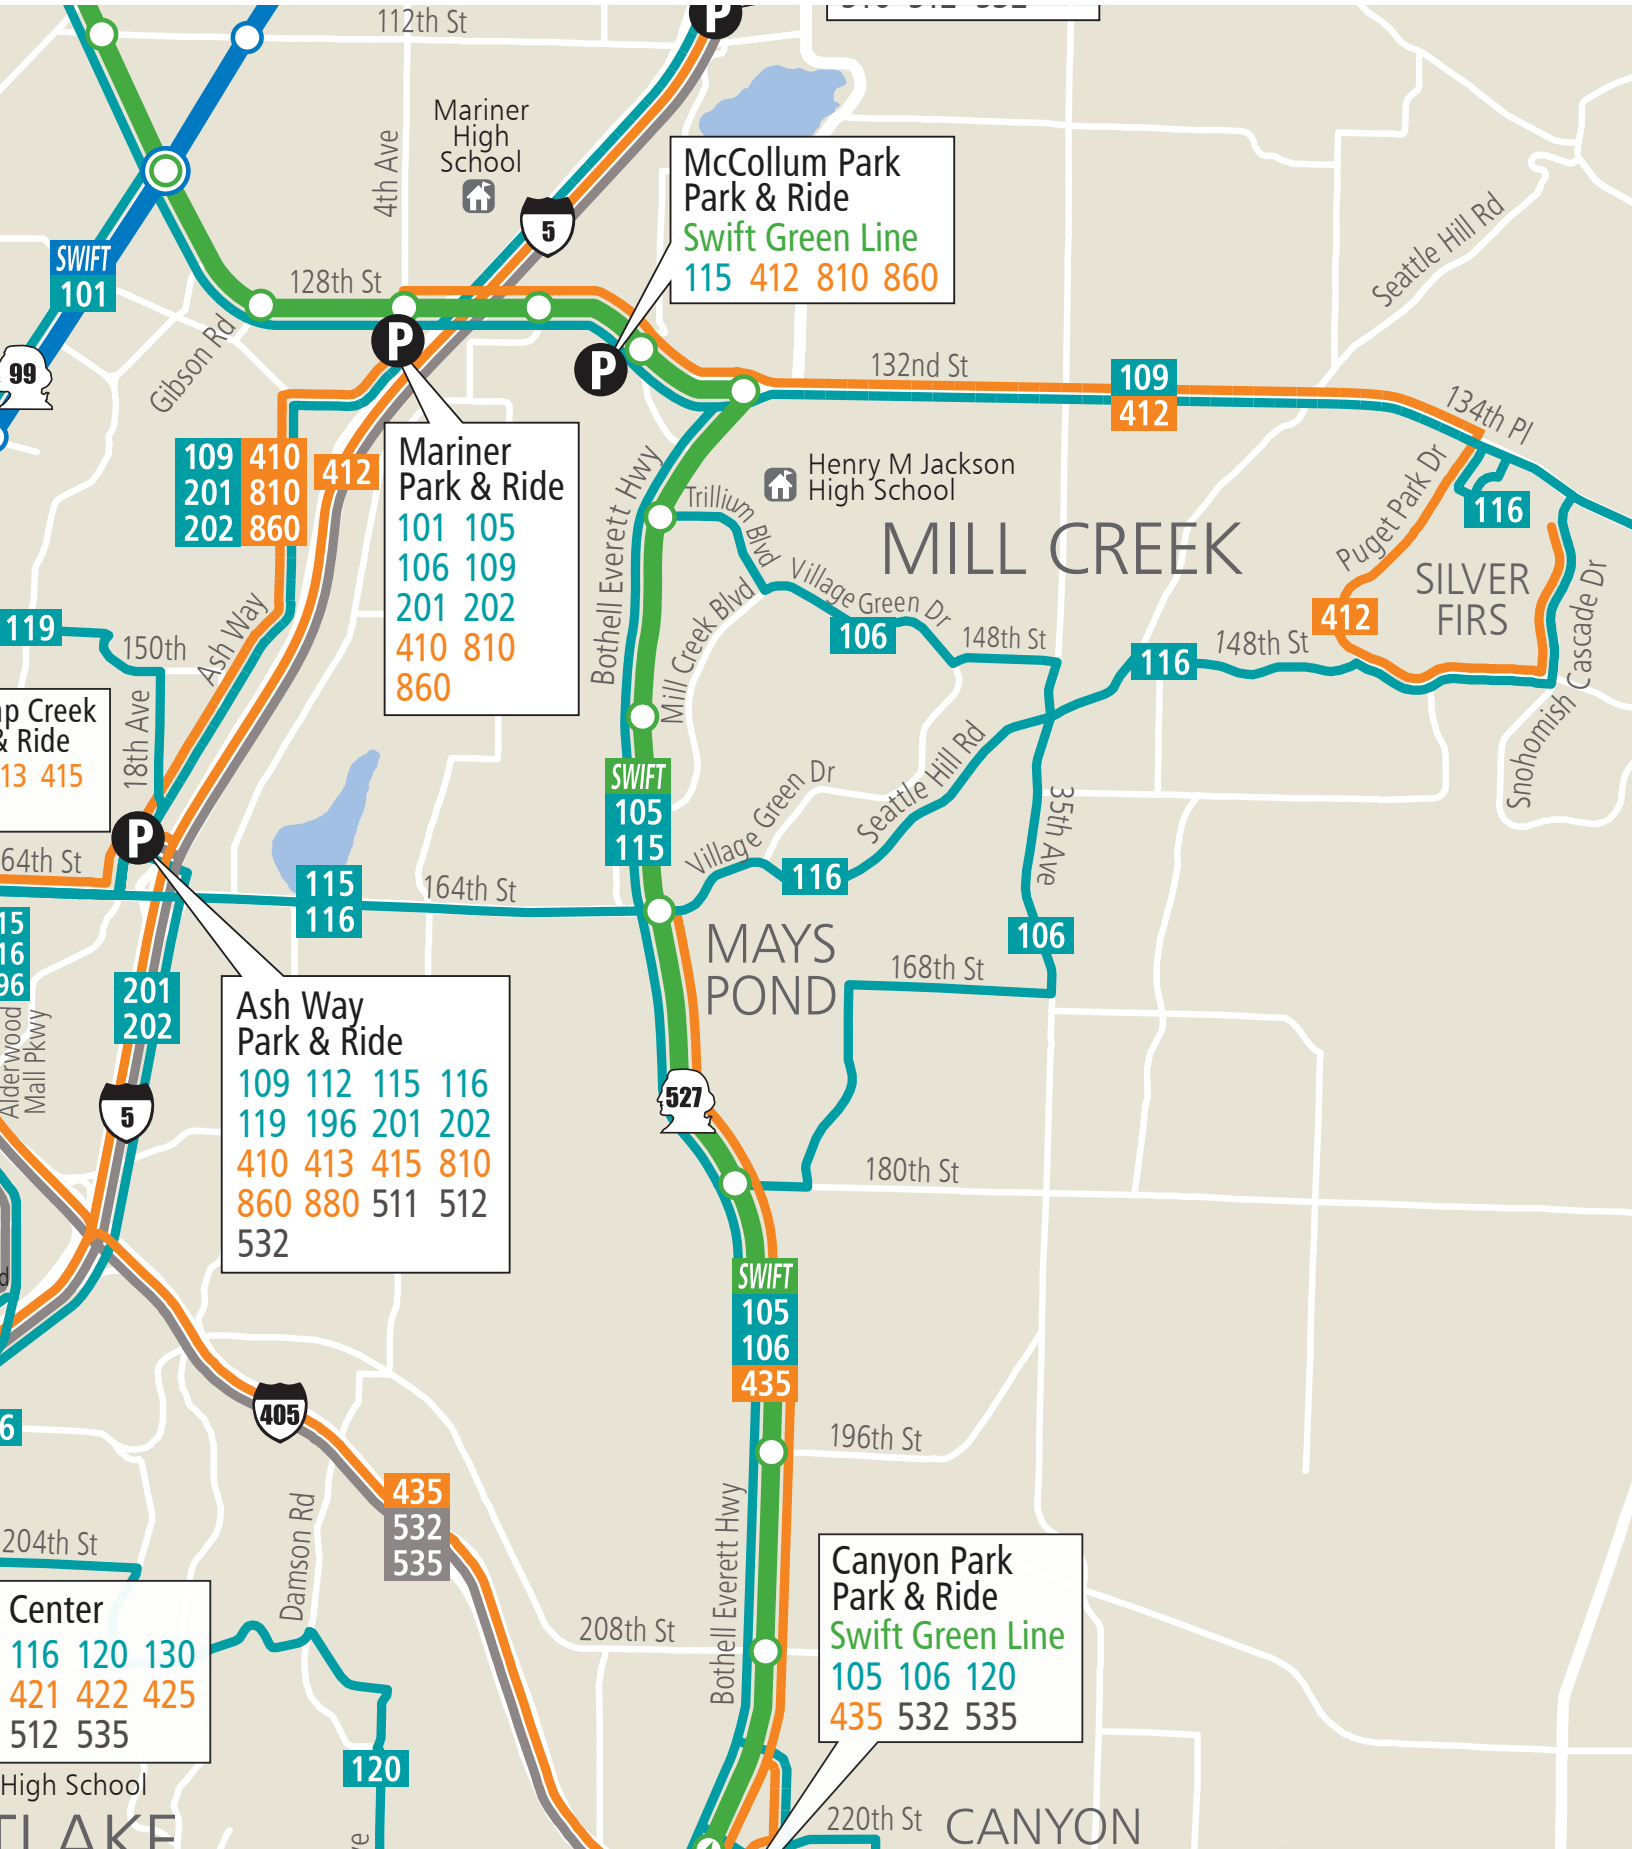 112th St
P
Mariner
High
School
4th Ave
5
McCollum Park
Park & Ride
Swift Green Line
115 412 810 860
SWIFT
101
99
128th St
Gibson Rd
P
P
Seattle Hill Rd
132nd St
109
412
134th Pl
109 410
201 810
202 860
412
Mariner
Park & Ride
101 105
106 109
201 202
410 810
860
Bothell Everett Hwy
Henry M Jackson
High School
Trillium Blvd
MILL CREEK
Village Green Dr
106
148th St
Mill Creek Blvd
Puget Park Dr
116
SILVER
FIRS
412
148th St
116
Snohomish Cascade Dr
119
150th
Ash Way
18th Ave
Creek
& Ride
13 415
P
64th St
SWIFT
105
115
Village Green Dr
116
Seattle Hill Rd
35th Ave
115
116
164th St
106
MAYS
POND
168th St
15
16
96
201
202
Alderwood
Mall Pkwy
5
Ash Way
Park & Ride
109 112 115 116
119 196 201 202
410 413 415 810
860 880 511 512
532
527
180th St
SWIFT
105
106
435
405
6
196th St
435
532
535
204th St
Damson Rd
Bothell Everett Hwy
Center
116 120 130
421 422 425
512 535
208th St
Canyon Park
Park & Ride
Swift Green Line
105 106 120
435 532 535
120
High School
220th St
CANYON